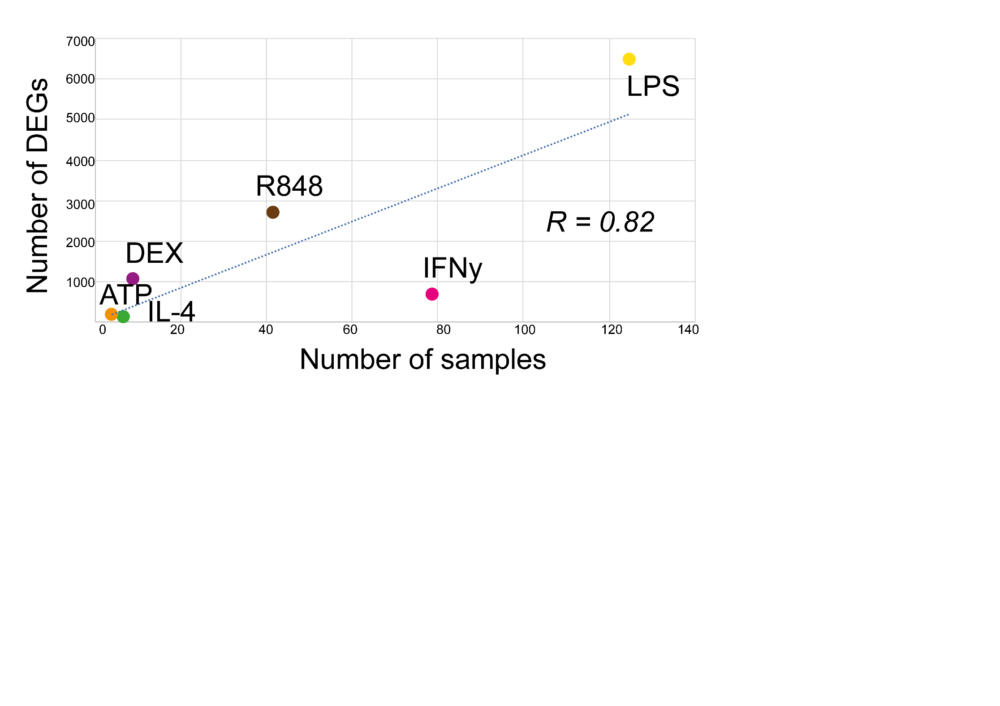 7000
6000
5000
4000
3000
2000
1000
Number of DEGs
LPS
R848
R = 0.82
DEX
IFNy
ATP
IL-4
0 20 40 60 80 100 120 140
Number of samples